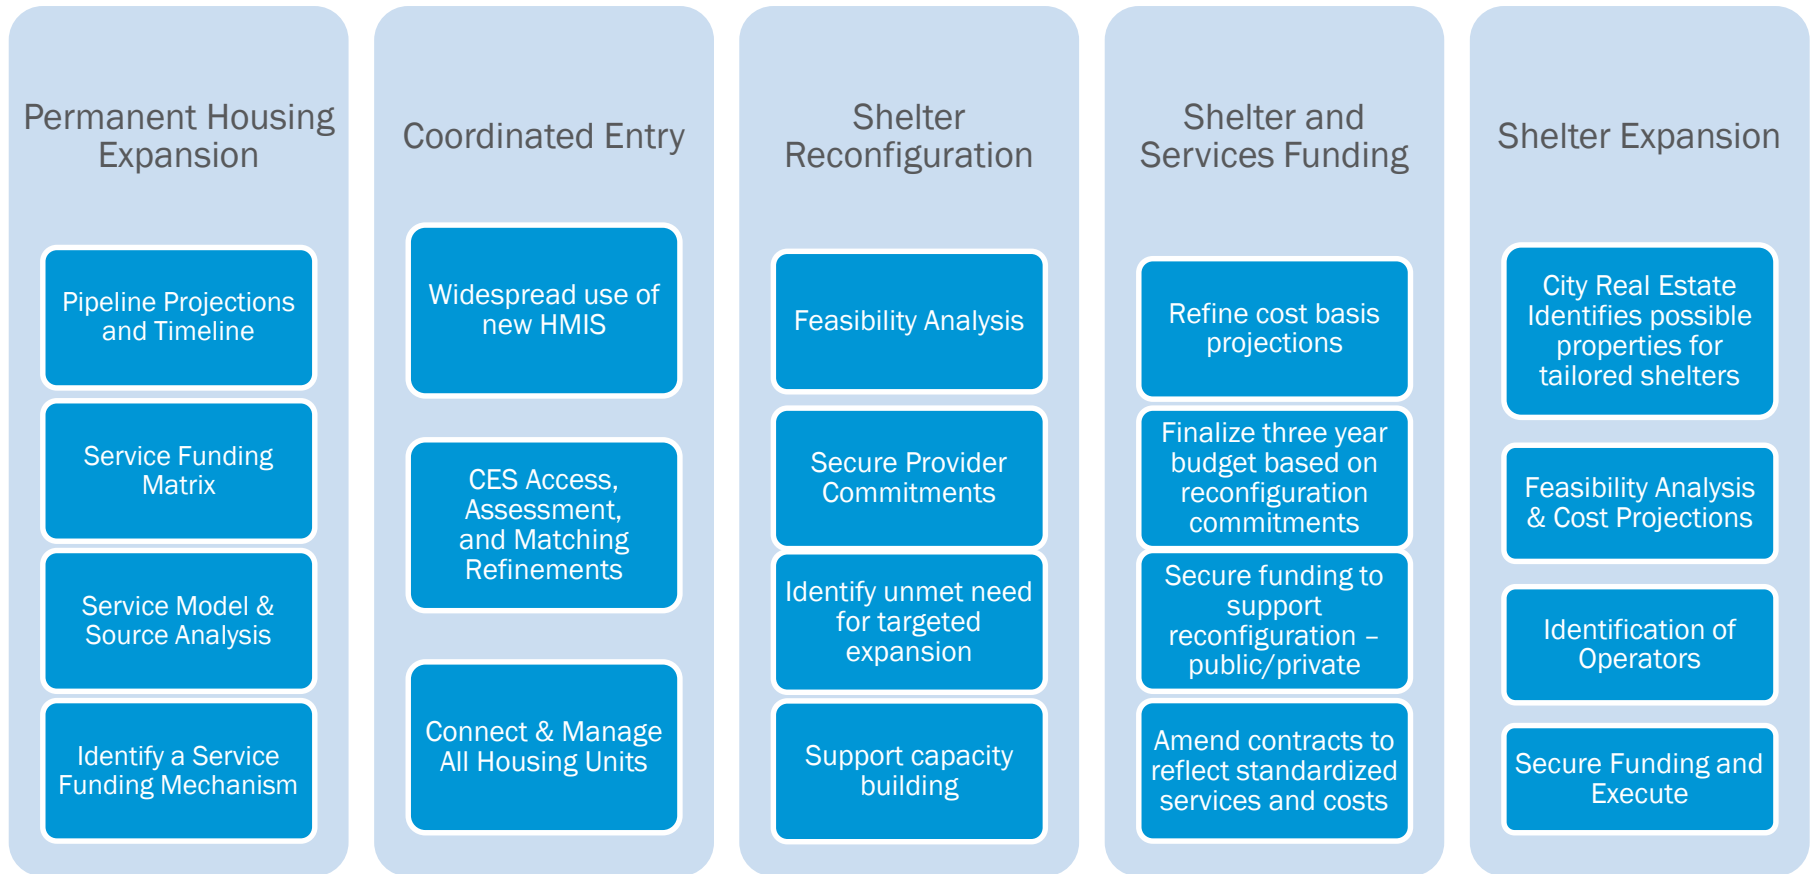 Permanent Housing
Expansion
Pipeline Projections
and Timeline
Service Funding
Matrix
Service Model &
Source Analysis
Identify a Service
Funding Mechanism
Coordinated Entry
Widespread use of
new HMIS
CES Access,
Assessment,
and Matching
Refinements
Connect & Manage
All Housing Units
Shelter
Reconfiguration
Feasibility Analysis
Secure Provider
Commitments
Identify unmet need
for targeted
expansion
Support capacity
building
Shelter and
Services Funding
Refine cost basis
projections
Finalize three year
budget based on
reconfiguration
commitments
Secure funding to
support
reconfiguration –
public/private
Amend contracts to
reflect standardized
services and costs
Shelter Expansion
City Real Estate
Identifies possible
properties for
tailored shelters
Feasibility Analysis
& Cost Projections
Identification of
Operators
Secure Funding and
Execute